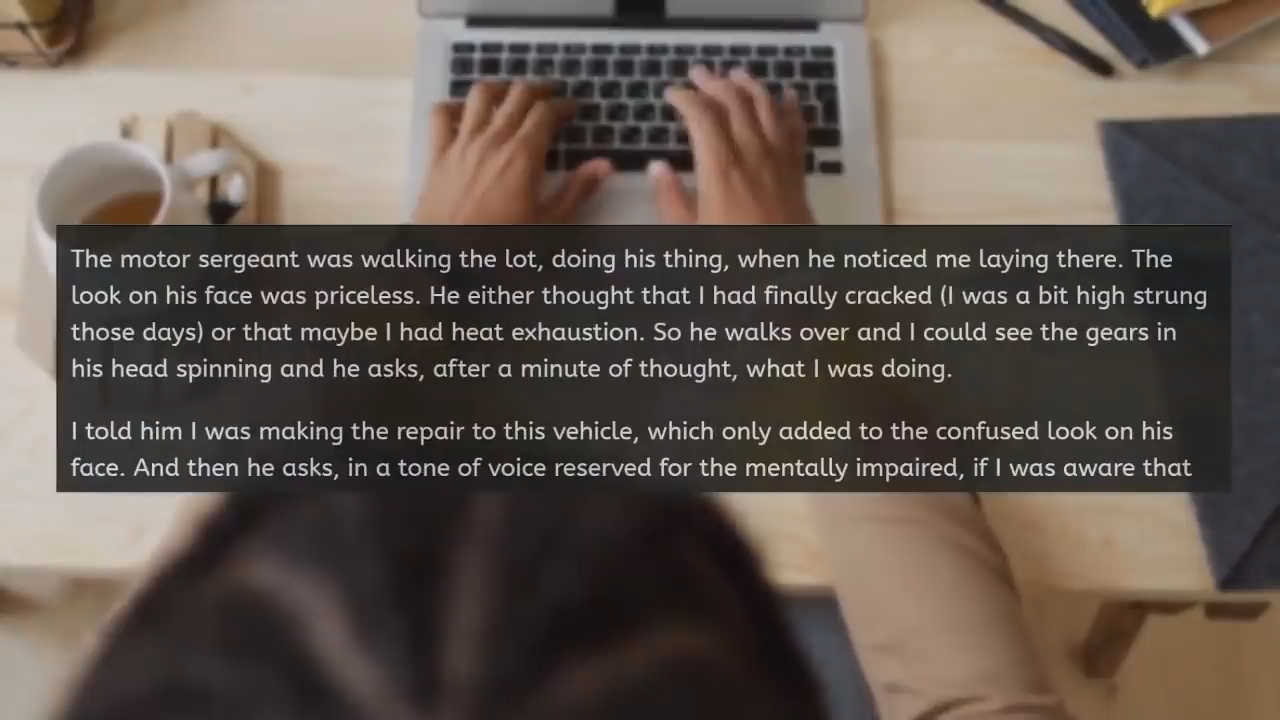 The motor sergeant was walking the lot, doing his thing, when he noticed me laying there. The
look on his face was priceless. He either thought that I had finally cracked (I was a bit high strung
those days) or that maybe I had heat exhaustion. So he walks over and I could see the gears in
his head spinning and he asks, after a minute of thought, what I was doing.
I told him I was making the repair to this vehicle, which only added to the confused look on his
face. And then he asks, in a tone of voice reserved for the mentally impaired, if I was aware that